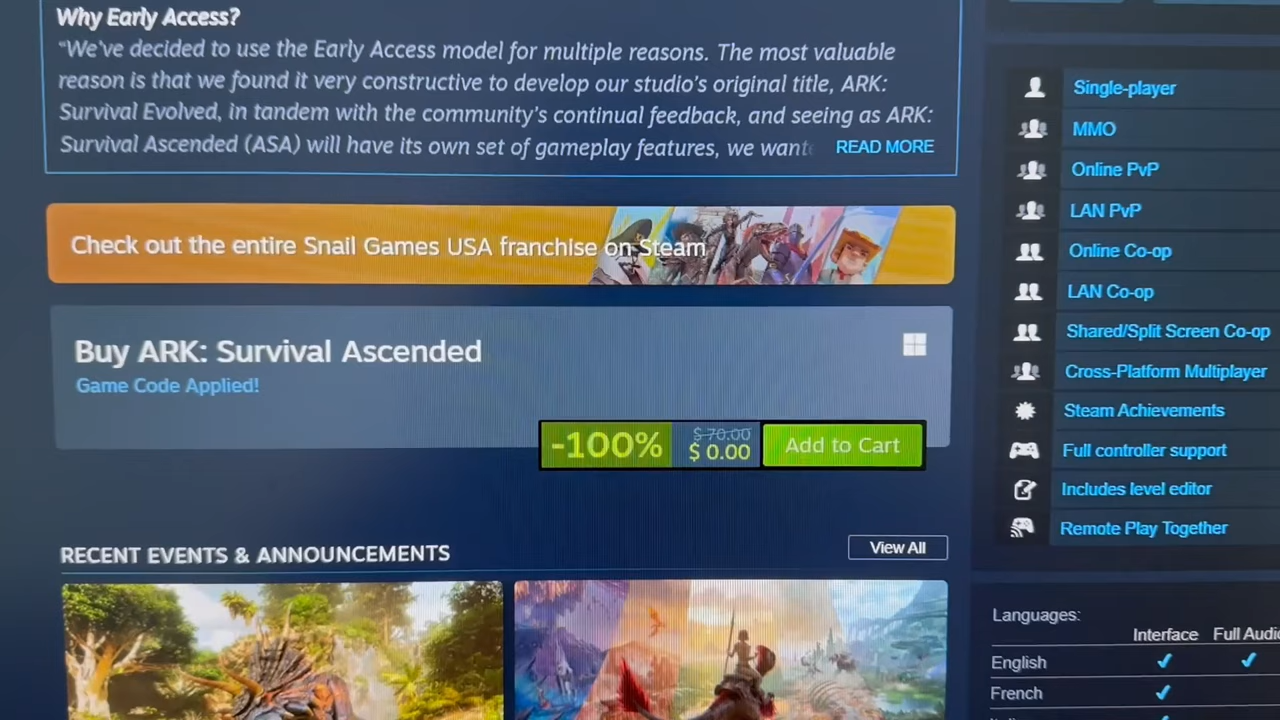 Why Early Access?
“We've decided to use the Early Access model for multiple reasons. The most valuable
reason is that we found it very constructive to develop our studio's original title, ARK:
Survival Evolved, in tandem with the community's continual feedback, and seeing as ARK:
Survival Ascended (ASA) will have its own set of gameplay features, we want READ MORE
Check out the entire Snail Games USA franchise on Steam
Buy ARK: Survival Ascended
Game Code Applied!
-100% $ 70.00
$ 0.00
Add to Cart
RECENT EVENTS & ANNOUNCEMENTS
View All
Single-player
MMO
Online PvP
LAN PvP
Online Co-op
LAN Co-op
Shared/Split Screen Co-op
Cross-Platform Multiplayer
Steam Achievements
Full controller support
Includes level editor
Remote Play Together
Languages:
Interface Full Audio
English
French